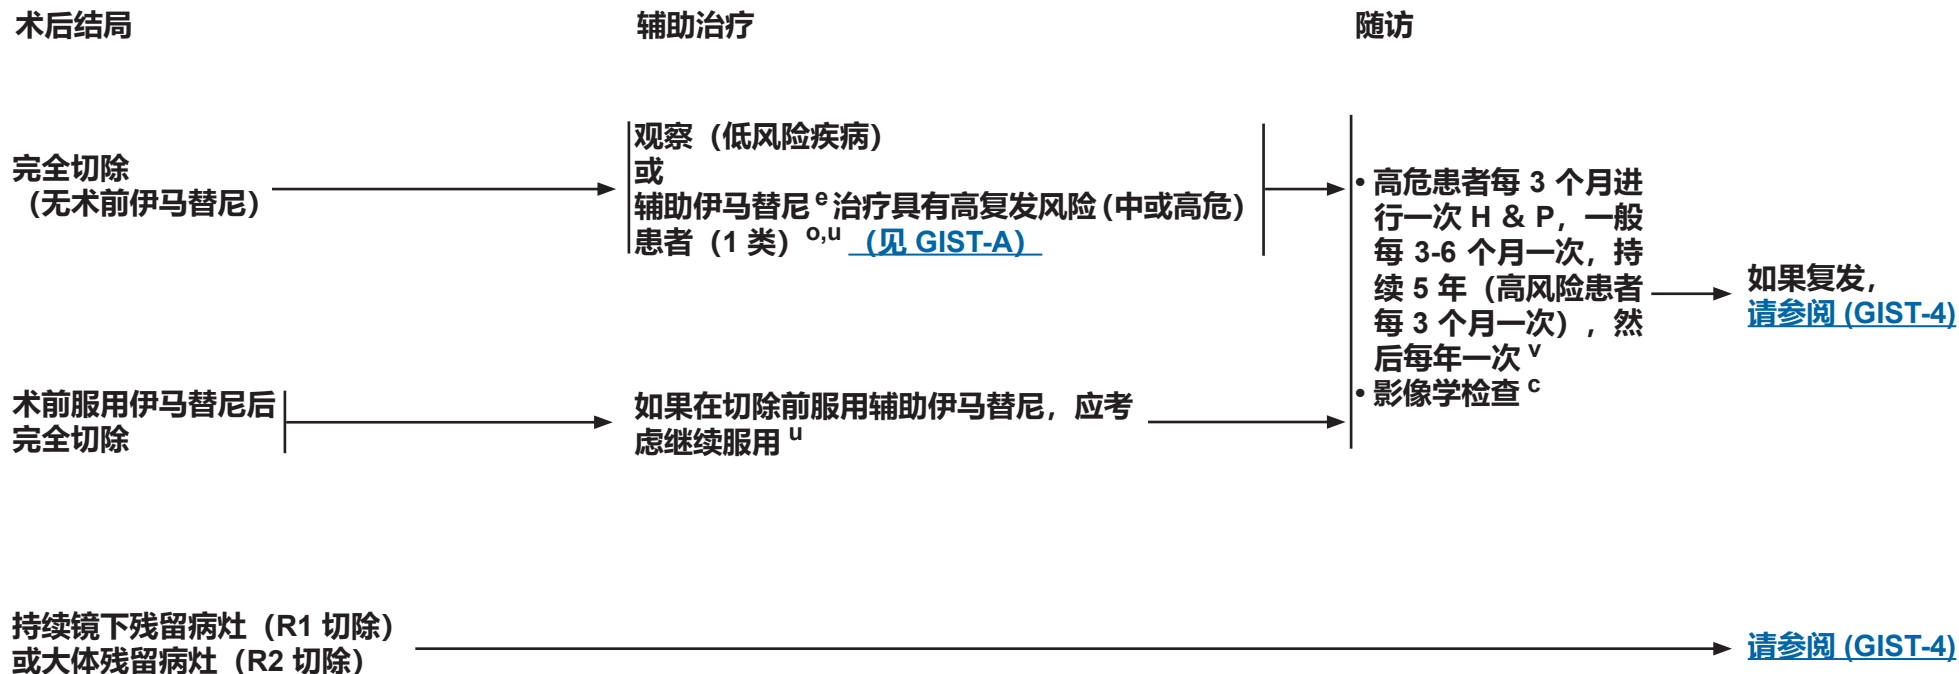 术后结局
辅助治疗
随访
完全切除
（无术前伊马替尼）
观察（低风险疾病）
或
辅助伊马替尼 e 治疗具有高复发风险 (中或高危)
患者（1 类）o,u （见 GIST-A）
• 高危患者每 3 个月进
行一次 H & P，一般
每 3-6 个月一次，持
续 5 年（高风险患者
每 3 个月一次），然
后每年一次 v
• 影像学检查 c
如果复发，
请参阅 (GIST-4)
术前服用伊马替尼后
完全切除
如果在切除前服用辅助伊马替尼，应考
虑继续服用 u
持续镜下残留病灶（R1 切除）
或大体残留病灶（R2 切除）
请参阅 (GIST-4)